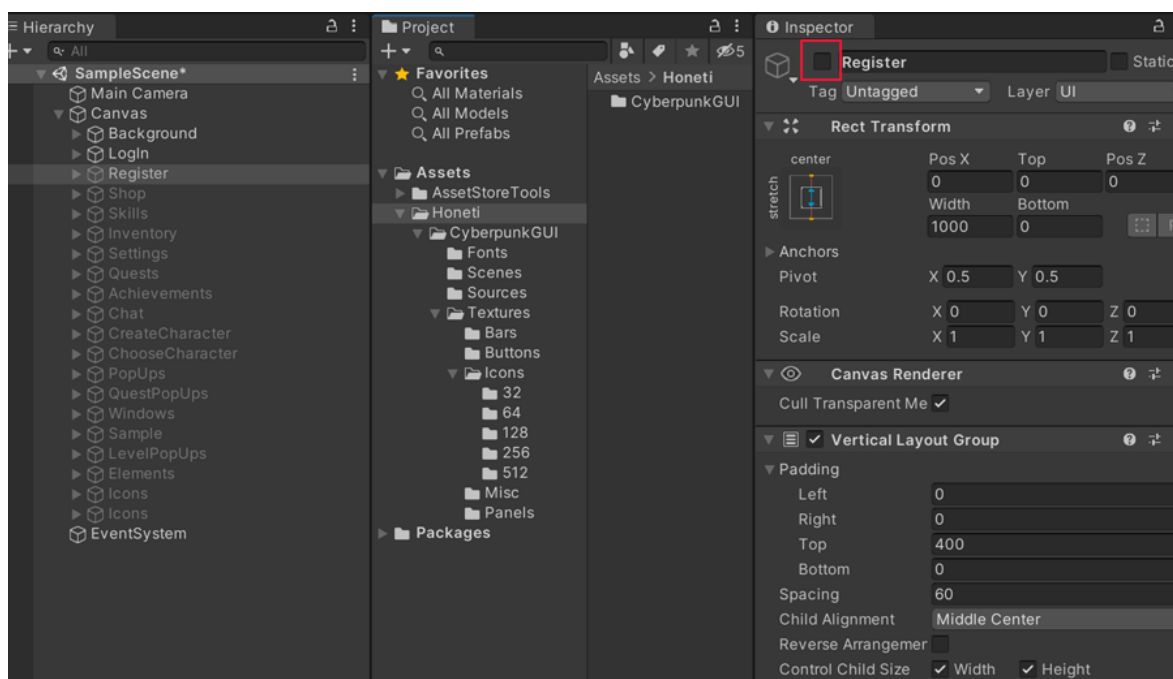 Hierarchy
All
SampleScene*
Main Camera
Canvas
Background
LogIn
Register
Shop
Skills
Inventory
Settings
Quests
Achievements
Chat
CreateCharacter
ChooseCharacter
PopUps
QuestPopUps
Windows
Sample
LevelPopUps
Elements
Icons
Icons
EventSystem
Project
5
Favorites
All Materials
All Models
All Prefabs
Assets
AssetStoreTools
Honeti
CyberpunkGUI
Fonts
Scenes
Sources
Textures
Bars
Buttons
Icons
32
64
128
256
512
Misc
Panels
Packages
Assets > Honeti
CyberpunkGUI
Inspector
Register Static
Tag Untagged Layer UI
Rect Transform
center Pos X Top Pos Z
stretch 0 0 0
Width Bottom
1000 0
Anchors
Pivot X 0.5 Y 0.5
Rotation X 0 Y 0 Z 0
Scale X 1 Y 1 Z 1
Canvas Renderer
Cull Transparent Me
Vertical Layout Group
Padding
Left 0
Right 0
Top 400
Bottom 0
Spacing 60
Child Alignment Middle Center
Reverse Arrangemer
Control Child Size Width Height